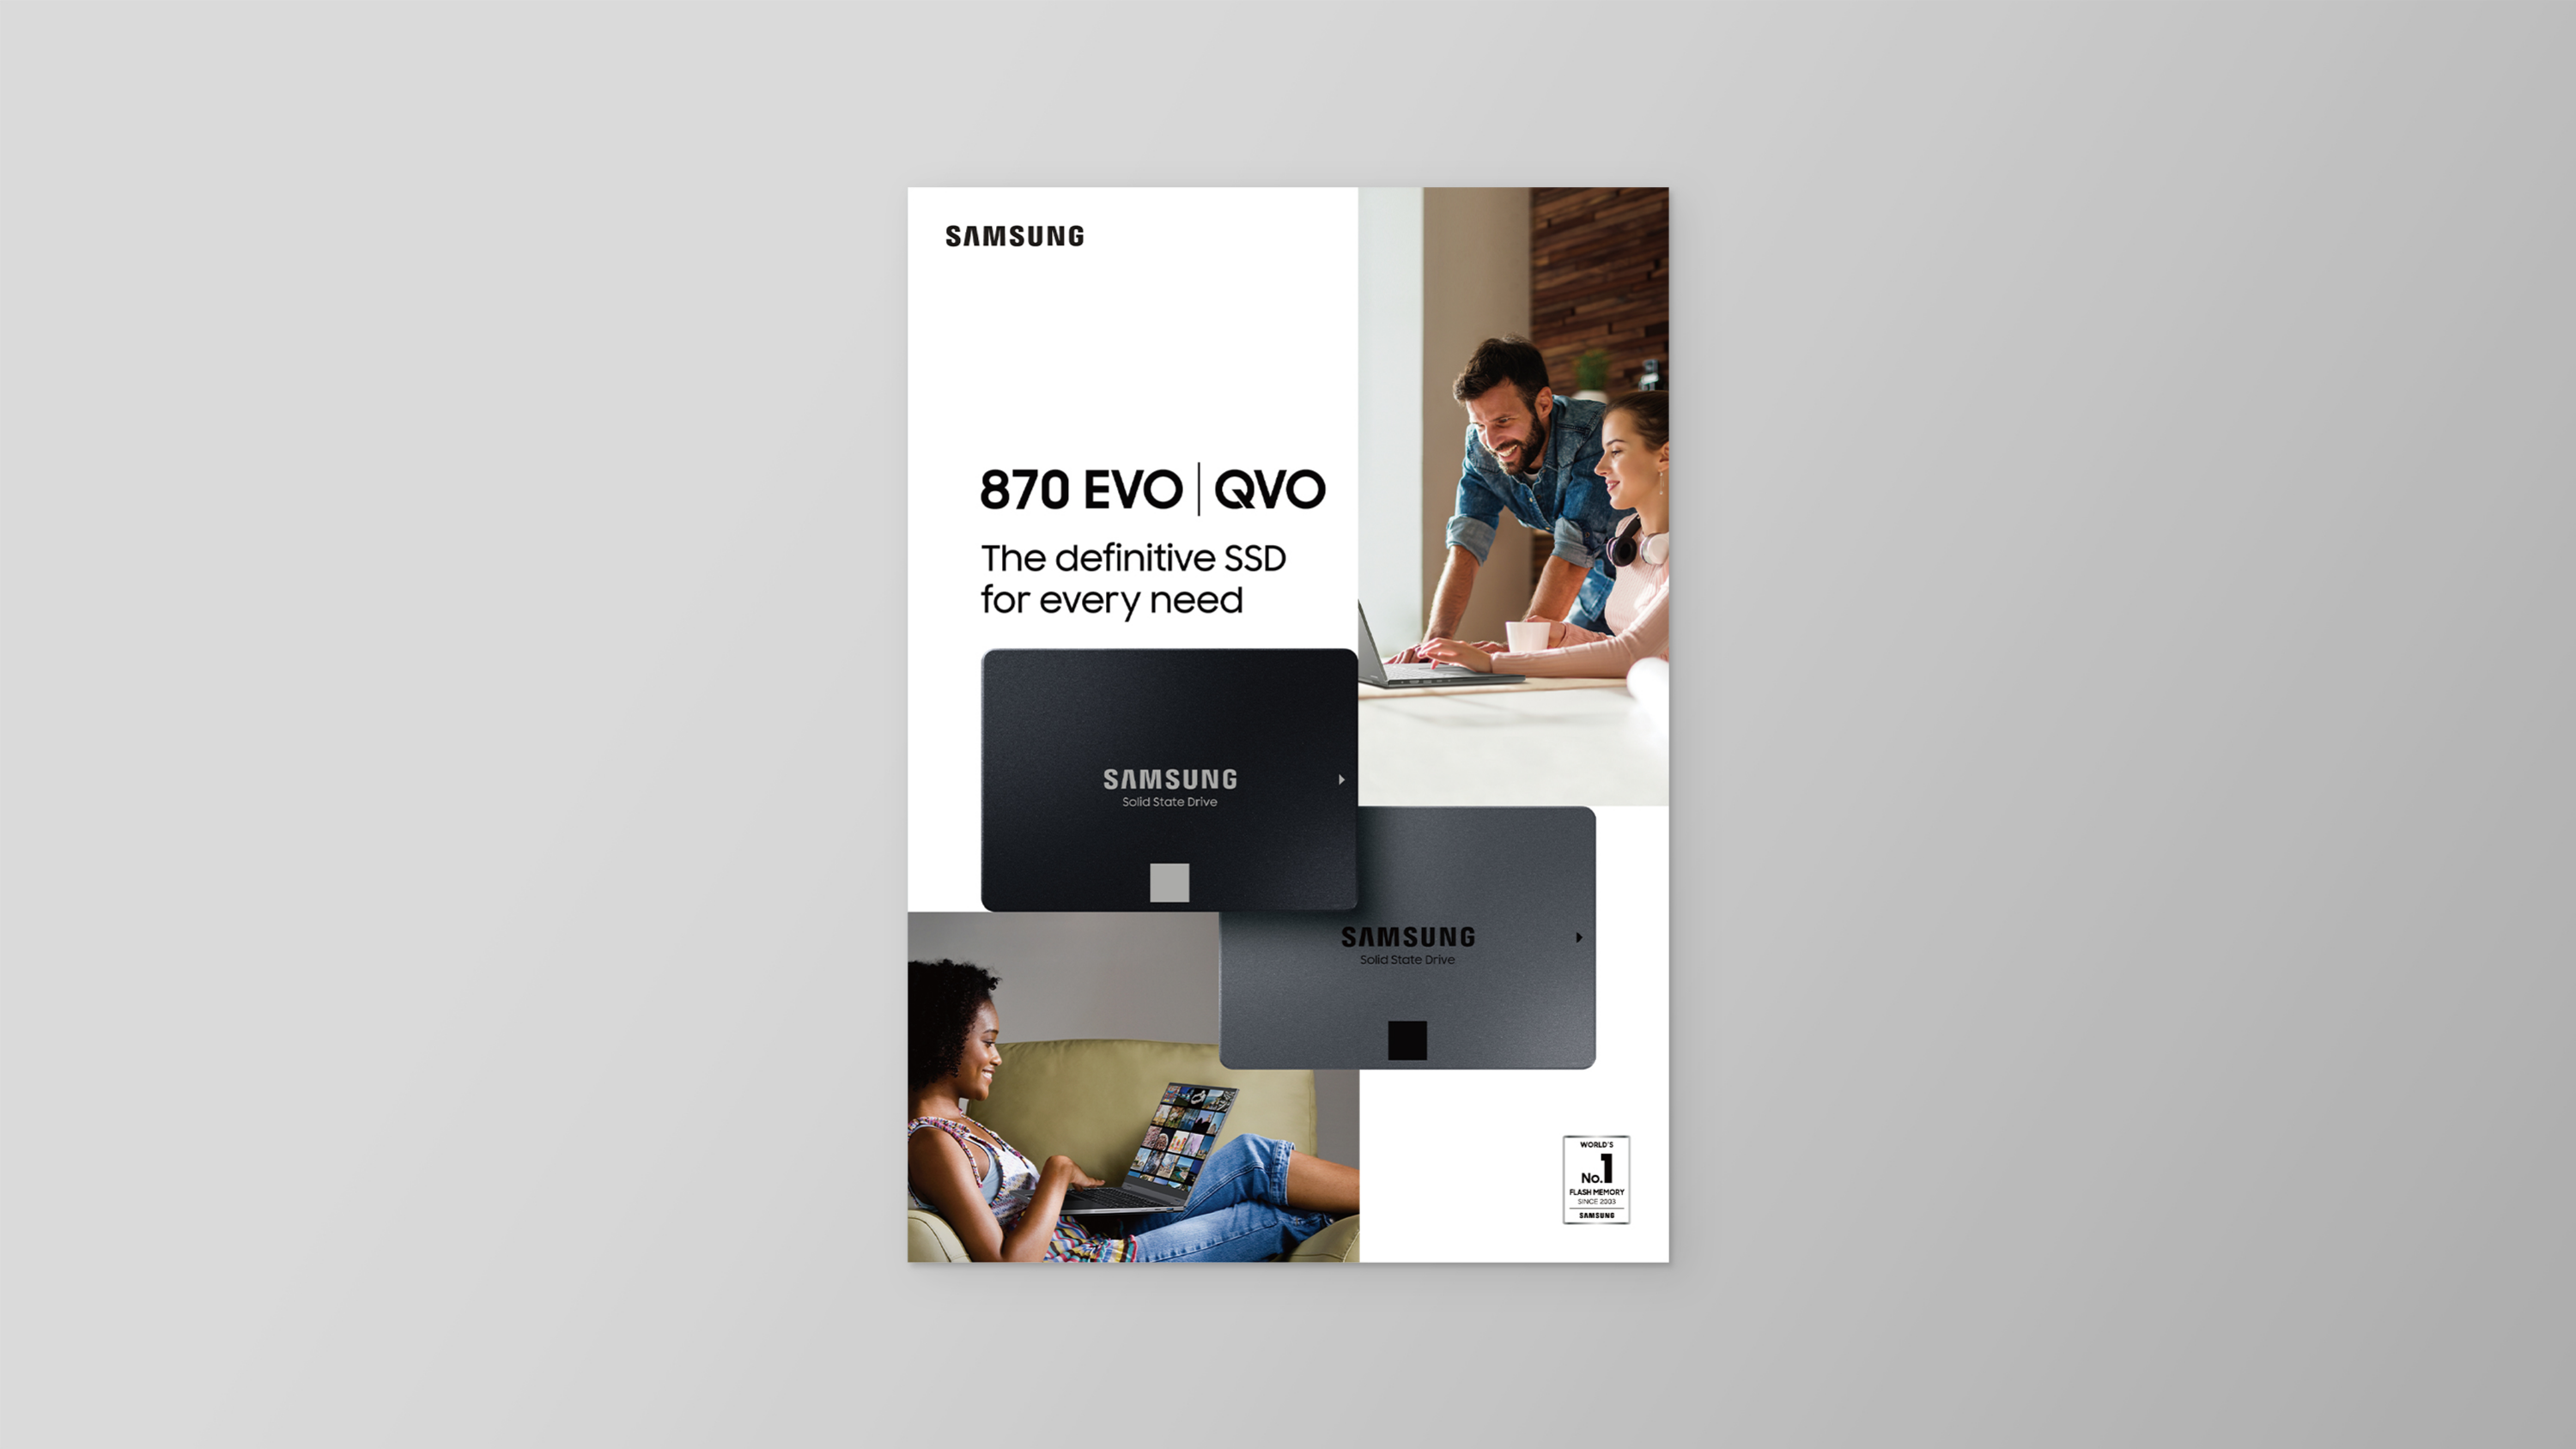 SAMSUNG
870 EVO | QVO
The definitive SSD
for every need
SAMSUNG
Solid State Drive
SAMSUNG
Solid State Drive
WORLD'S
No.1
FLASH MEMORY
SINCE 2003
SAMSUNG